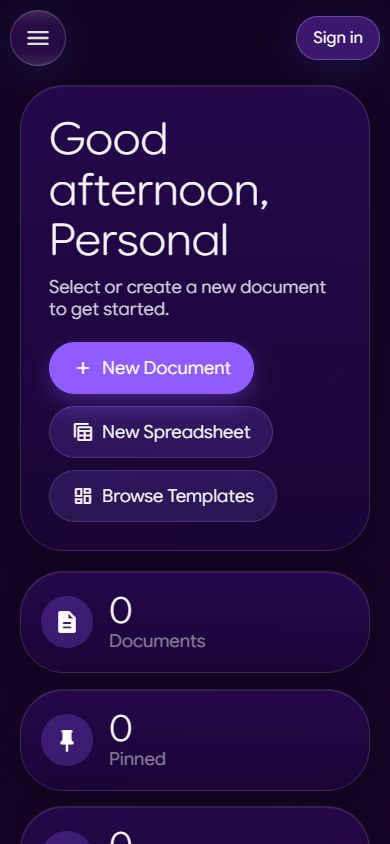 Sign in
Good
afternoon,
Personal
Select or create a new document
to get started.
New Document
New Spreadsheet
Browse Templates
0
Documents
0
Pinned
0